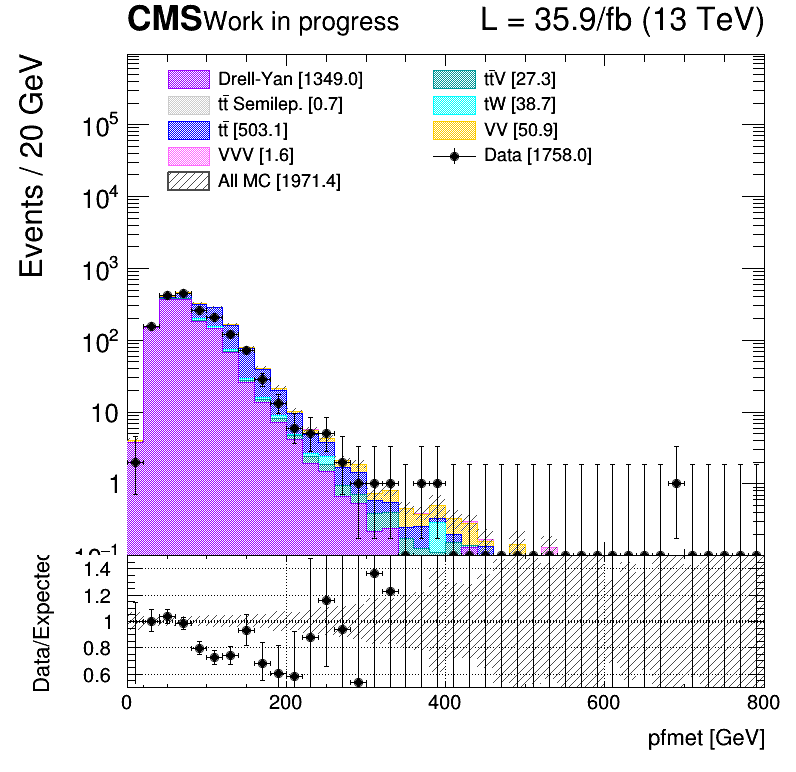 CMS Work in progress L = 35.9/fb (13 TeV)
Events / 20 GeV
Drell-Yan [1349.0]
tt̄ Semilep. [0.7]
tt̄ [503.1]
VVV [1.6]
All MC [1971.4]
tt̄V [27.3]
tW [38.7]
VV [50.9]
Data [1758.0]
10⁵
10⁴
10³
10²
10
1
10⁻¹
Data/Expected
1.4
1.2
1
0.8
0.6
0 200 400 600 800
pfmet [GeV]